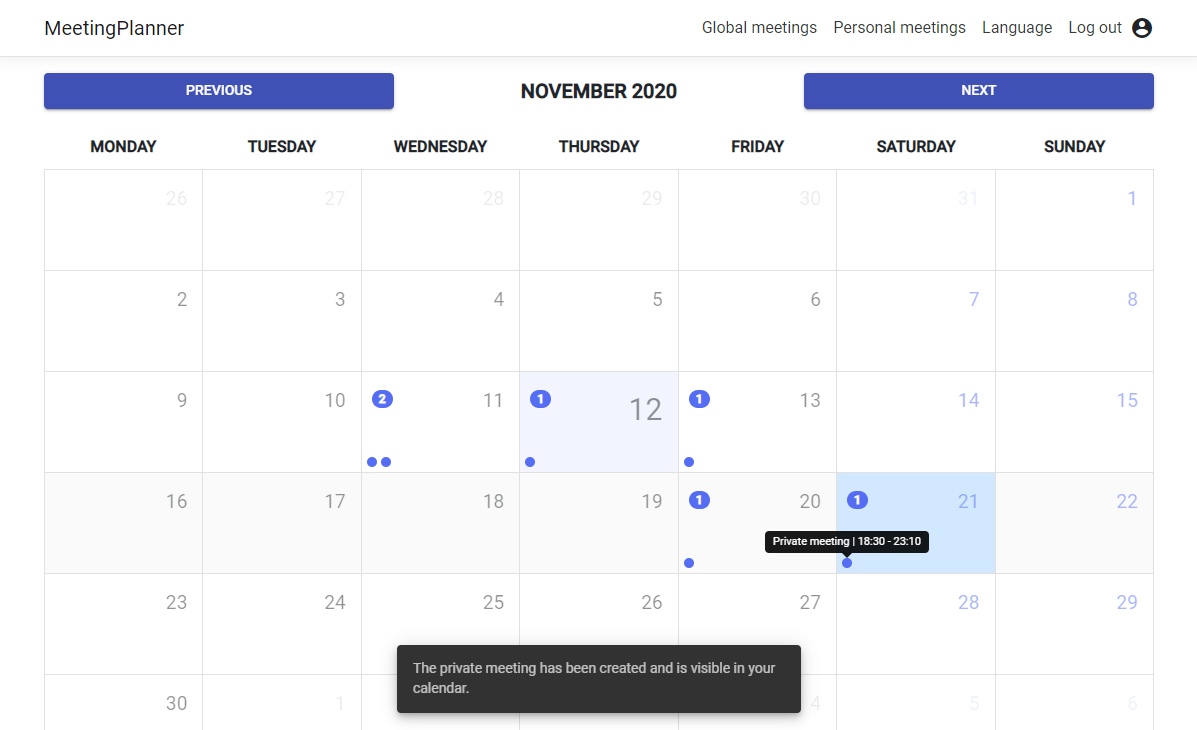 MeetingPlanner
Global meetings Personal meetings Language Log out
PREVIOUS NOVEMBER 2020 NEXT
MONDAY TUESDAY WEDNESDAY THURSDAY FRIDAY SATURDAY SUNDAY
26 27 28 29 30 31 1
2 3 4 5 6 7 8
9 10 2 11 1 12 1 13 14 15
16 17 18 19 1 20 1 21 22
Private meeting | 18:30 - 23:10
23 24 25 26 27 28 29
The private meeting has been created and is visible in your
calendar.
30 1 4 5 6